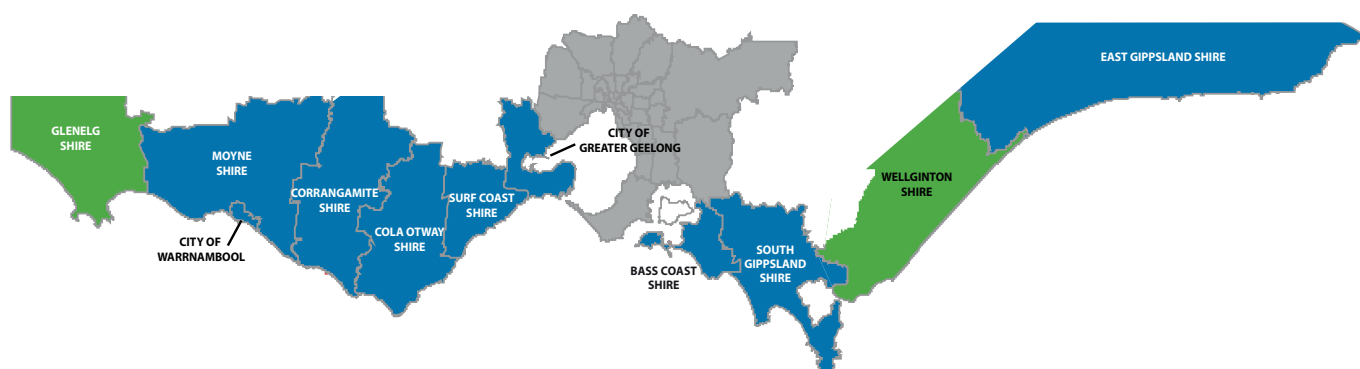 GLENELG
SHIRE
MOYNE
SHIRE
CITY OF
WARRNAMBOOL
CORRANGAMITE
SHIRE
COLA OTWAY
SHIRE
SURF COAST
SHIRE
CITY OF
GREATER GEELONG
BASS COAST
SHIRE
SOUTH
GIPPSLAND
SHIRE
WELLGINTON
SHIRE
EAST GIPPSLAND SHIRE